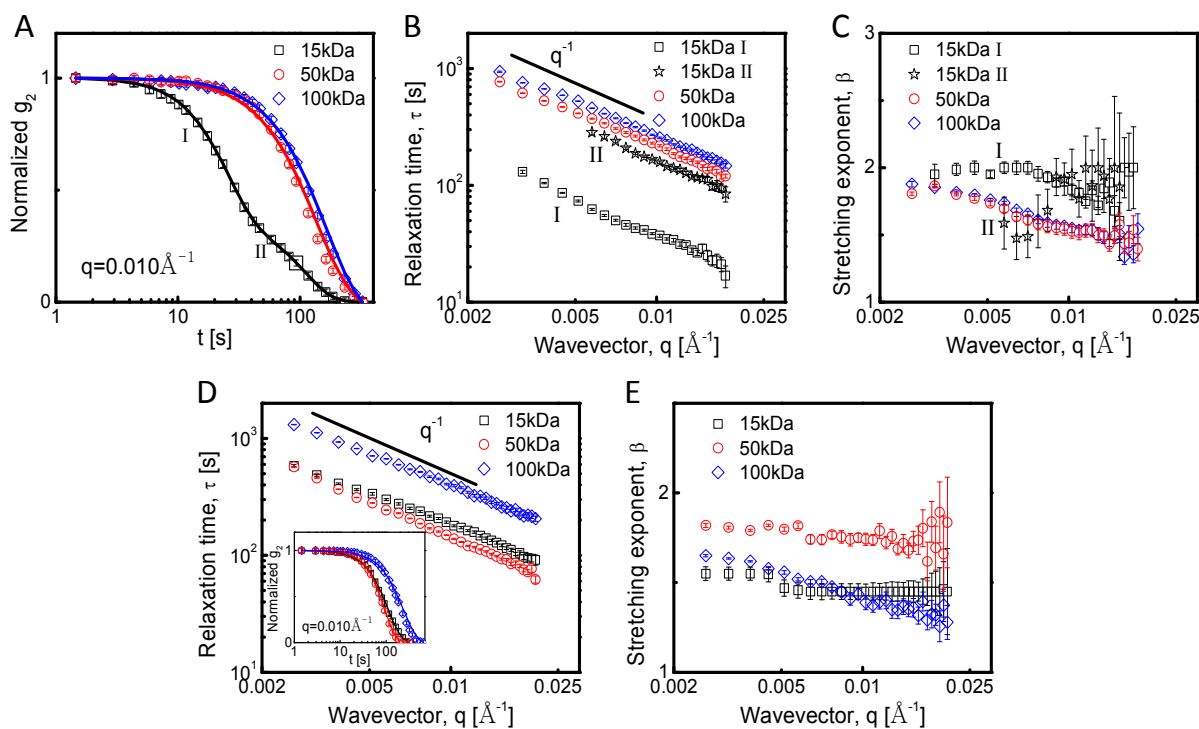 A
Normalized g2
1
0
I
II
q=0.010Å⁻¹
15kDa
50kDa
100kDa
1 10 100
t [s]
B
Relaxation time, τ [s]
10³
10²
10¹
q⁻¹
15kDa I
15kDa II
50kDa
100kDa
II
I
0.002 0.005 0.01 0.025
Wavevector, q [Å⁻¹]
C
Stretching exponent, β
3
2
1
15kDa I
15kDa II
50kDa
100kDa
I
II
0.002 0.005 0.01 0.025
Wavevector, q [Å⁻¹]
D
Relaxation time, τ [s]
10³
10²
10¹
q⁻¹
15kDa
50kDa
100kDa
Normalized g2
1
0
q=0.010Å⁻¹
1 10 100
t [s]
0.002 0.005 0.01 0.025
Wavevector, q [Å⁻¹]
E
Stretching exponent, β
2
1
15kDa
50kDa
100kDa
0.002 0.005 0.01 0.025
Wavevector, q [Å⁻¹]